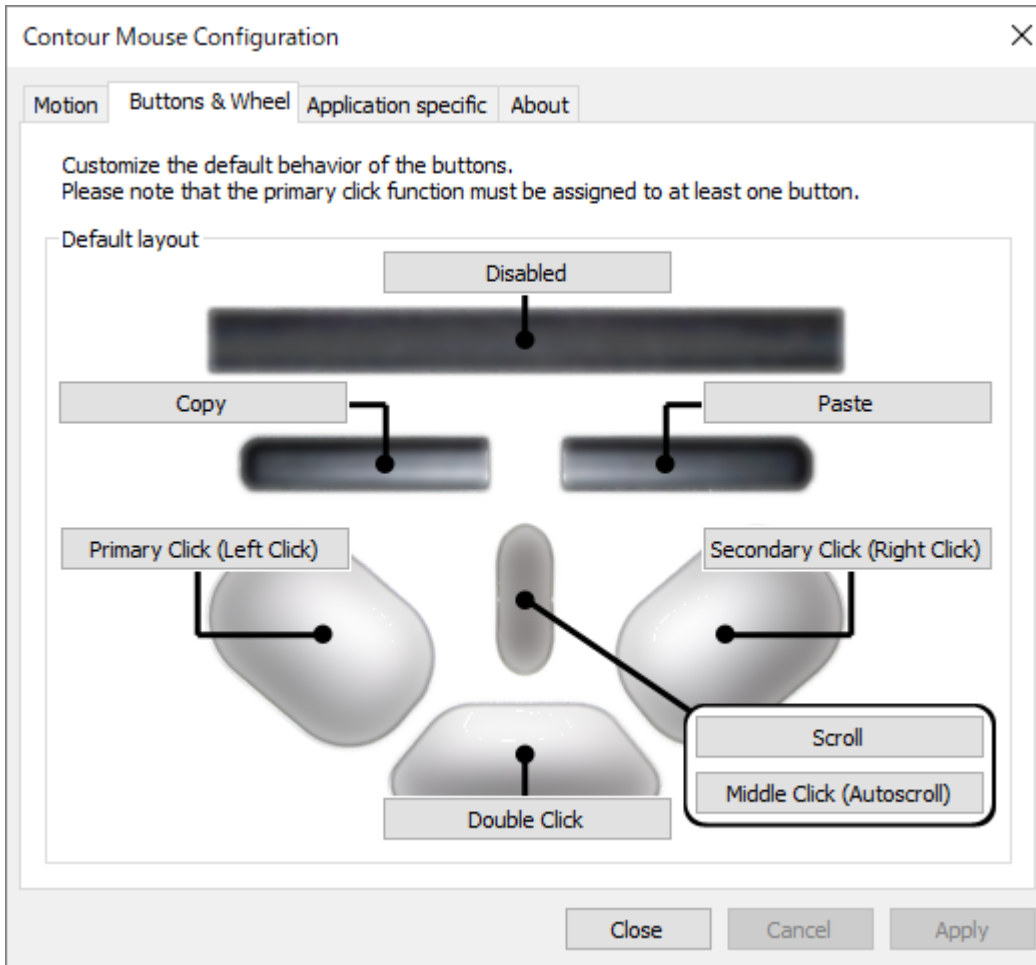 Contour Mouse Configuration
Motion
Buttons & Wheel
Application specific
About
Customize the default behavior of the buttons.
Please note that the primary click function must be assigned to at least one button.
Default layout
Disabled
Copy
Paste
Primary Click (Left Click)
Secondary Click (Right Click)
Scroll
Middle Click (Autoscroll)
Double Click
Close
Cancel
Apply